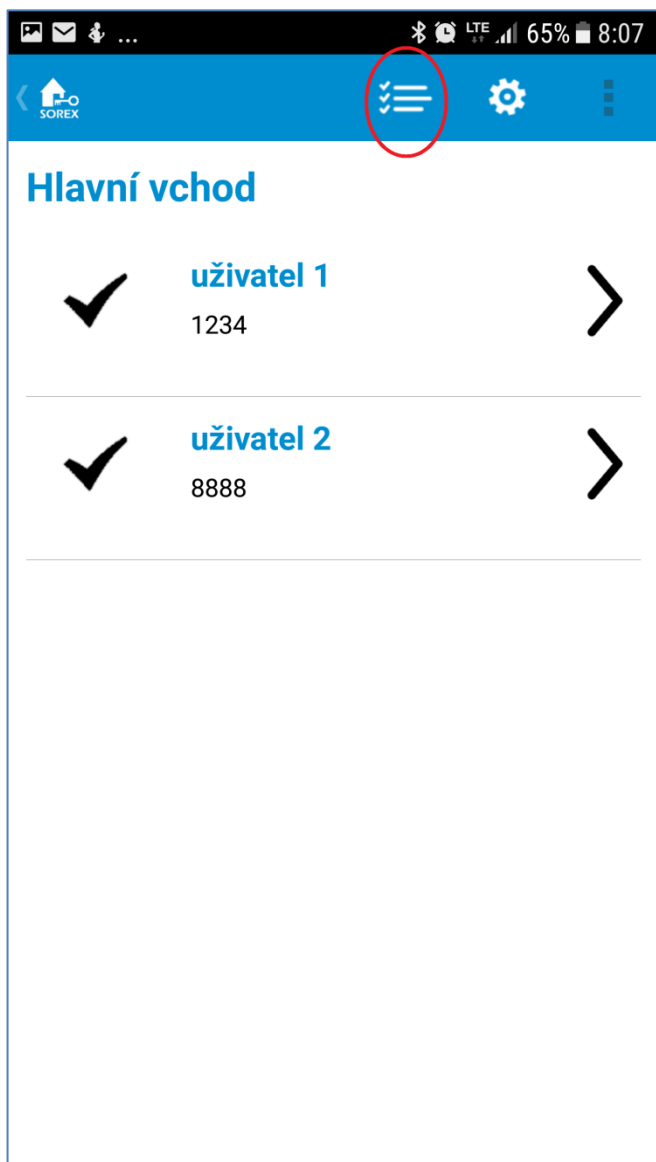 ... LTE 65% 8:07
SOREX
Hlavní vchod
uživatel 1
1234
uživatel 2
8888